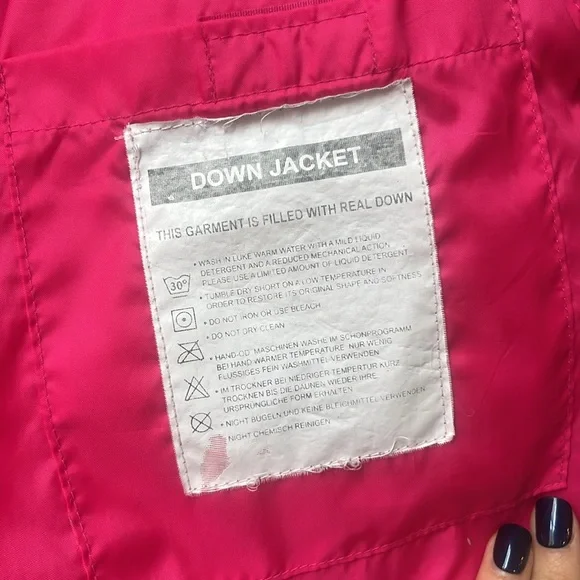 DOWN JACKET
THIS GARMENT IS FILLED WITH REAL DOWN
• WASH IN LUKE WARM WATER WITH A MILD LIQUID
DETERGENT AND A REDUCED MECHANICAL ACTION
PLEASE USE A LIMITED AMOUNT OF LIQUID DETERGENT
30°
• TUMBLE DRY SHORT ON A LOW TEMPERATURE IN
ORDER TO RESTORE ITS ORIGINAL SHAPE AND SOFTNESS
• DO NOT IRON OR USE BLEACH
• DO NOT DRY CLEAN
• HAND-OD MASCHINEN WASHE IM SCHONPROGRAMM
BEI HAND WARMER TEMPERATURE NUR WENIG
FLUSSIGES FEIN WASHMITTEL VERWENDEN
• IM TROCKNER BEI NIEDRIGER TEMPERTUR KURZ
TROCKNEN BIS DIE DAUNEN WIEDER IHRE
URSPRUNGLICHE FORM ERHALTEN
• NICHT BUGELN UND KEINE BLEICHMITTEL VERWENDEN
NICHT CHEMISCH REINIGEN